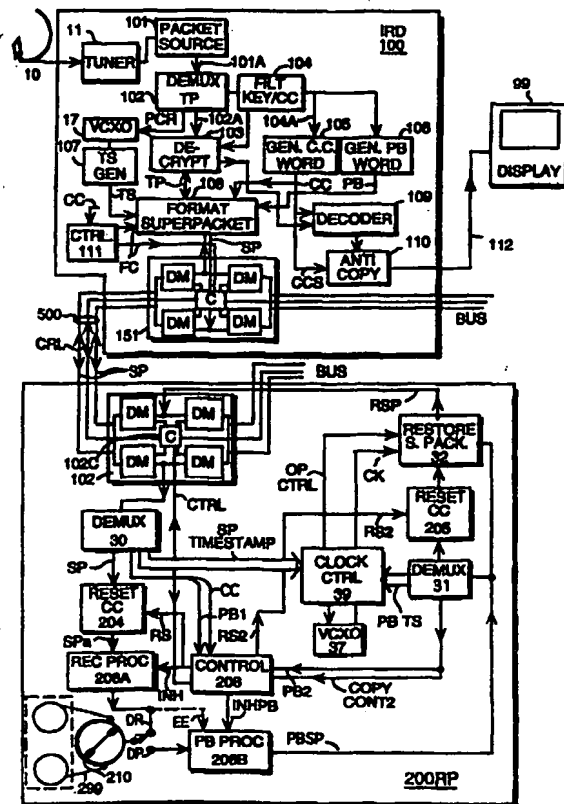 101
PACKET
SOURCE
IRD
100
11
TUNER
10
101A
104
DEMUX
TP
102
FILT
KEY/CC
99
DISPLAY
PCR
102A
103
104A
105
106
17
VCXO
107
DE-
CRYPT
GEN. C.C.
WORD
GEN. PB
WORD
TS
GEN
TP
108
CC
PB
109
TS
FORMAT
SUPERPACKET
DECODER
CC
CTRL
111
FC
SP
110
ANTI
COPY
112
CCS
DM
DM
C
DM
DM
151
BUS
500
CRL
SP
BUS
DM
DM
C
DM
DM
102C
102
RSP
RESTORE
S. PACK.
32
OP
CTRL
CK
CTRL
RS2
RESET
CC
205
DEMUX
30
SP
TIMESTAMP
CLOCK
CTRL
39
DEMUX
31
PB TS
SP
CC
PB1
RS2
VCXO
37
RESET
CC
204
RS
SPa
REC PROC
206A
INH
CONTROL
208
PB2
COPY
CONT2
INHPB
DR
EE
PB PROC
206B
PBSP
DP
210
299
200RP